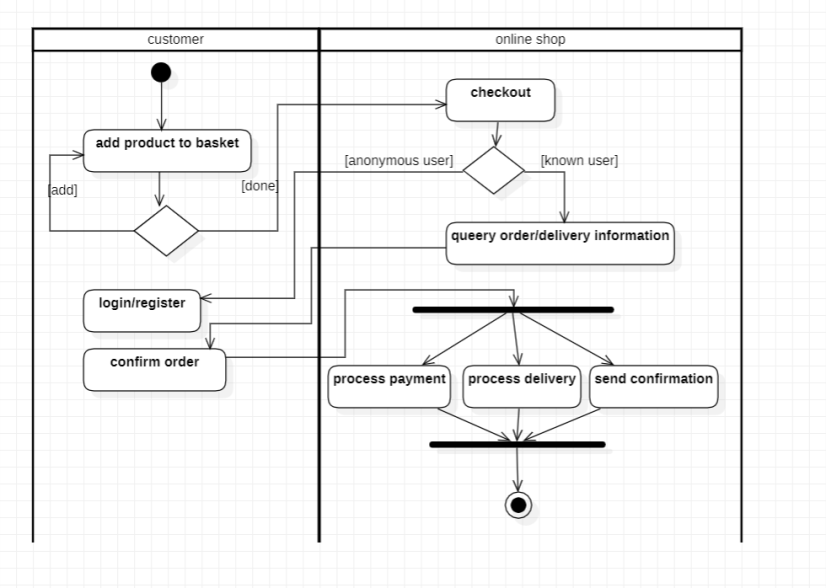 customer
online shop
checkout
add product to basket
[anonymous user]
[known user]
[add]
[done]
queery order/delivery information
login/register
confirm order
process payment
process delivery
send confirmation